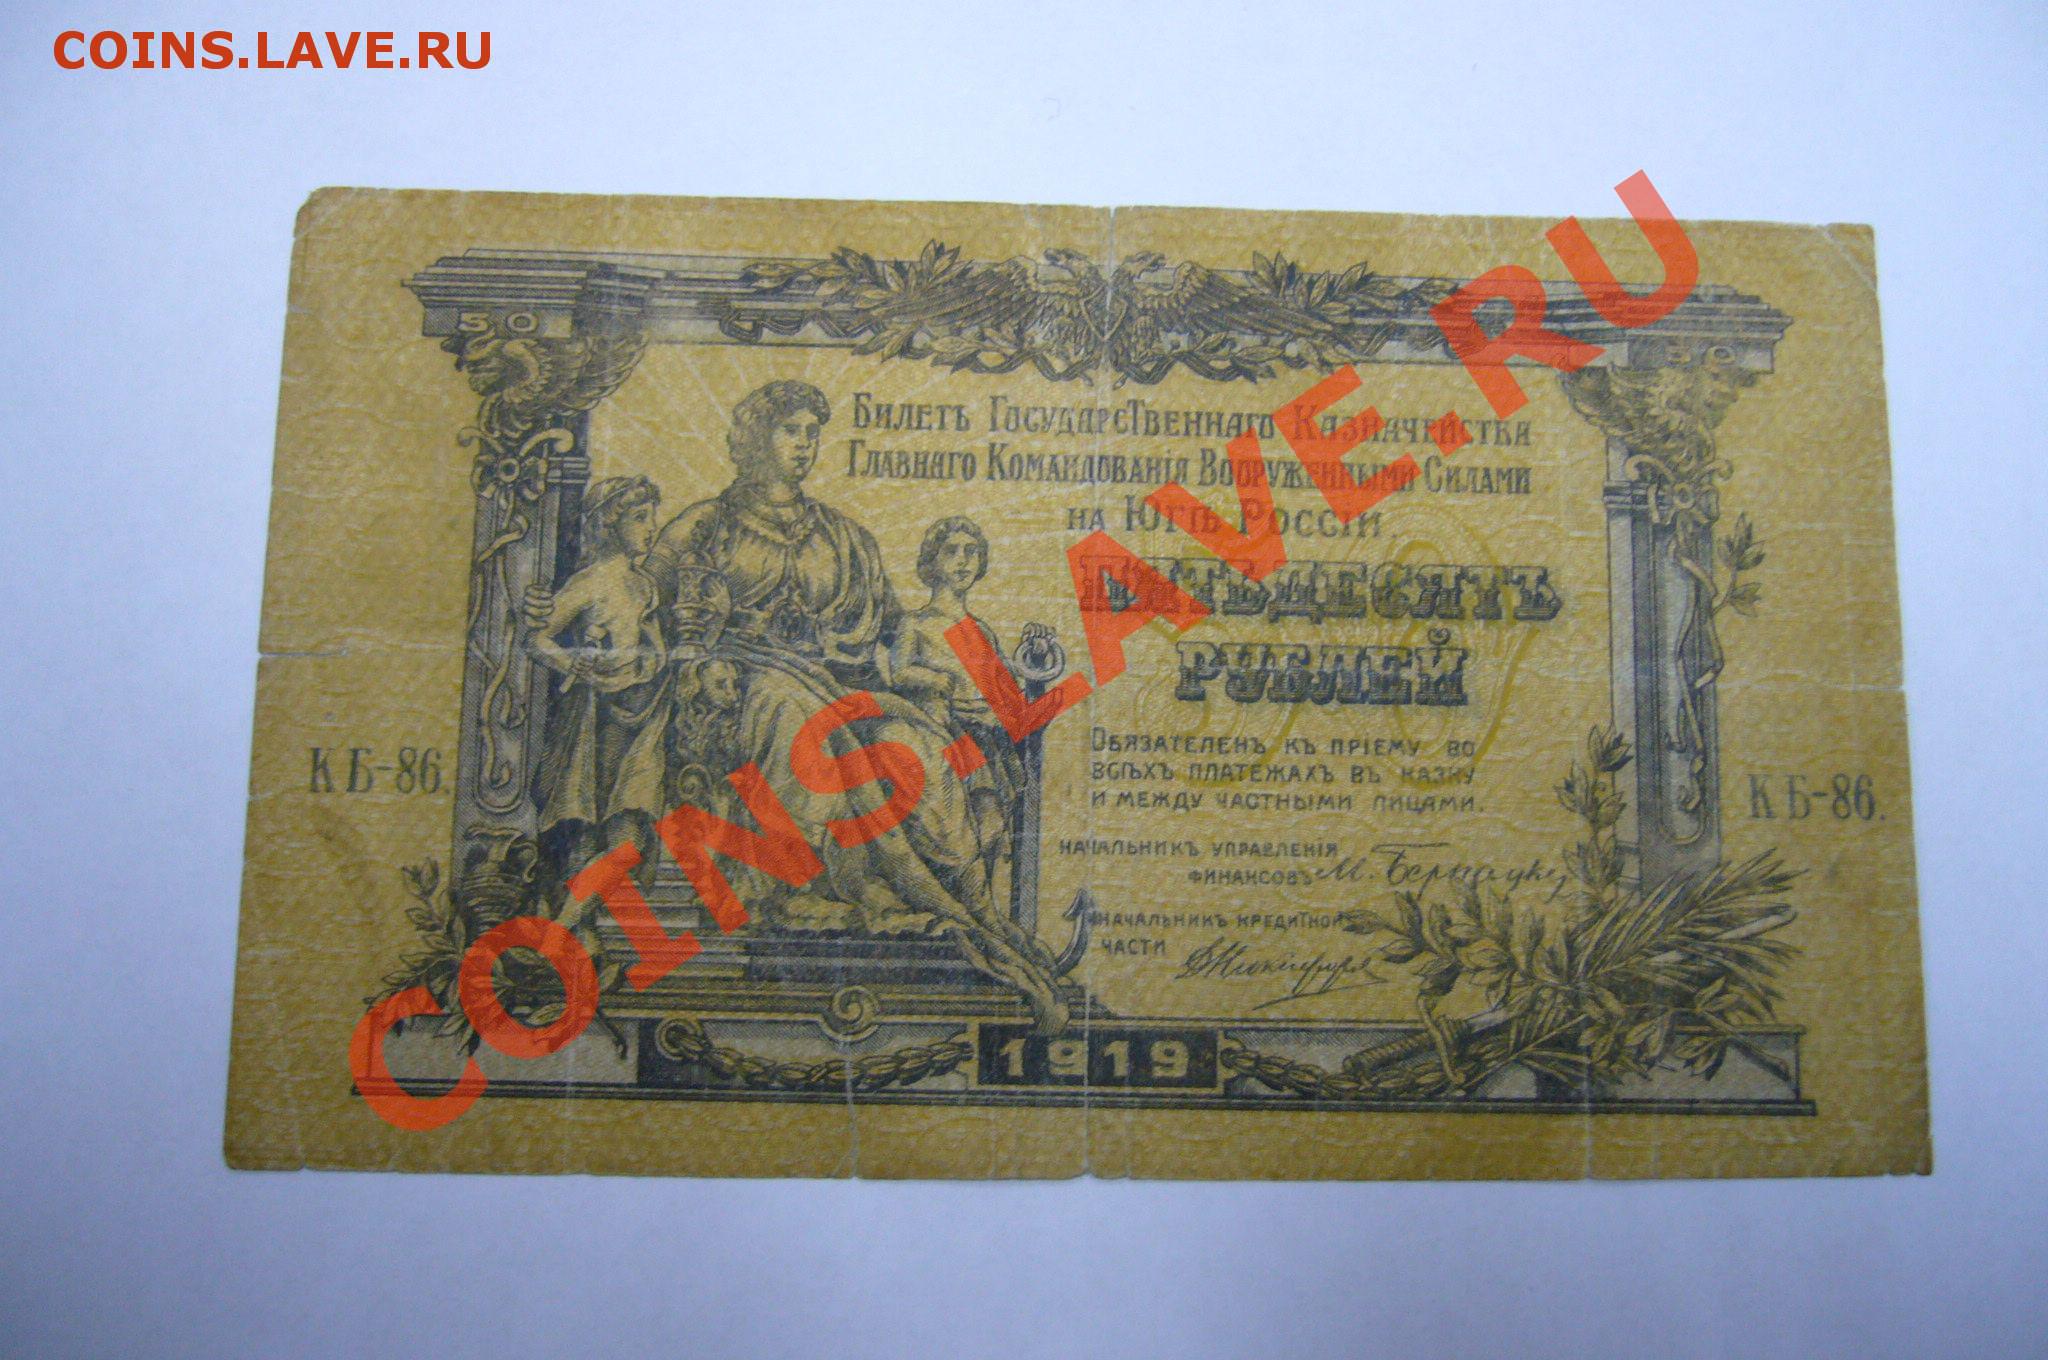 COINS.LAVE.RU
50
50
Билетъ Государственнаго Казначейства
Главнаго Командованія Вооруженными Силами
на Югѣ Россіи.
ПЯТЬДЕСЯТЪ
РУБЛЕЙ
Обязателенъ къ пріему во
всѣхъ платежахъ въ казну
и между частными лицами.
КБ-86.
КБ-86.
Начальникъ управленія
финансовъ М. Бернацкій
Начальникъ кредитной
части
1919
COINS.LAVE.RU